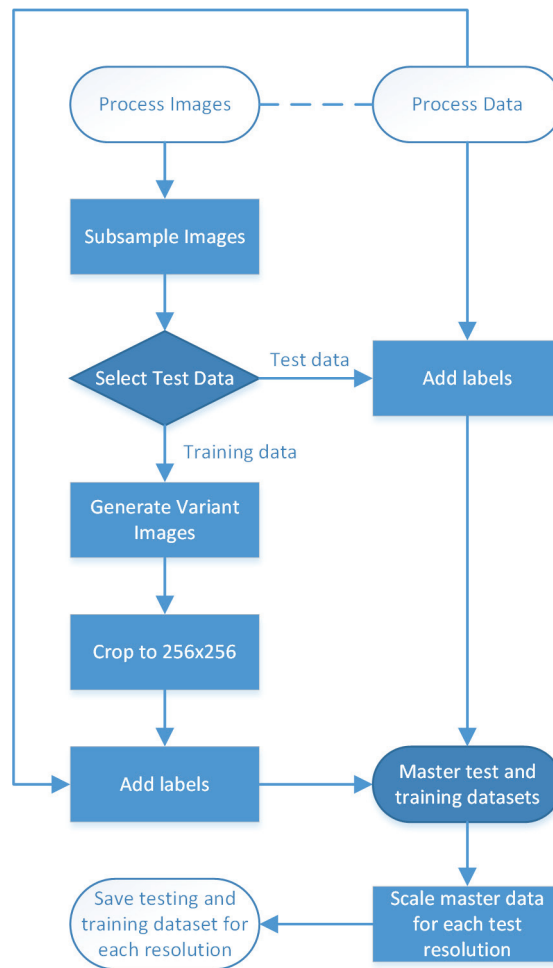 Process Images
Process Data
Subsample Images
Select Test Data
Test data
Add labels
Training data
Generate Variant
Images
Crop to 256x256
Add labels
Master test and
training datasets
Save testing and
training dataset for
each resolution
Scale master data
for each test
resolution